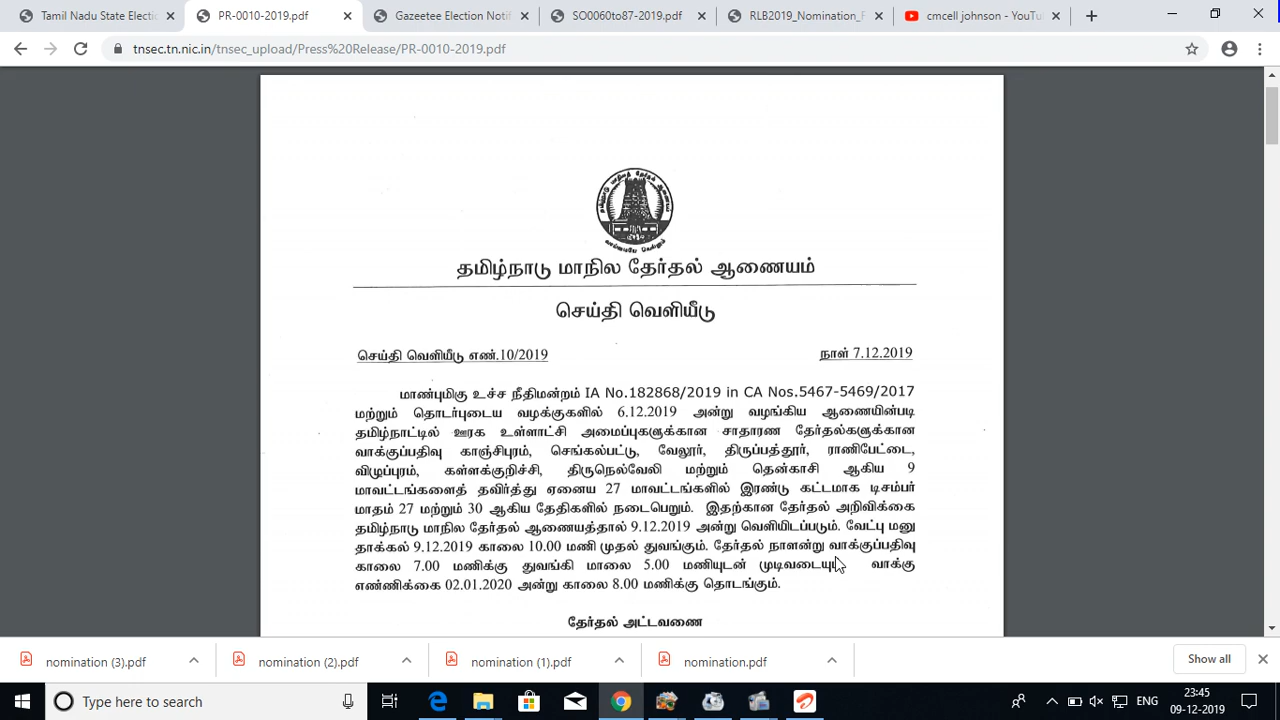 Tamil Nadu State Electi
PR-0010-2019.pdf
Gazeetee Election Notif
SO0060to87-2019.pdf
RLB2019_Nomination_F
cmcell johnson - YouTu
tnsec.tn.nic.in/tnsec_upload/Press%20Release/PR-0010-2019.pdf
தமிழ்நாடு மாநில தேர்தல் ஆணையம்
வாய்மையே வெல்லும்
தமிழ்நாடு மாநில தேர்தல் ஆணையம்
செய்தி வெளியீடு
செய்தி வெளியீடு எண்.10/2019
நாள் 7.12.2019
மாண்புமிகு உச்ச நீதிமன்றம் IA No.182868/2019 in CA Nos.5467-5469/2017
மற்றும் தொடர்புடைய வழக்குகளில் 6.12.2019 அன்று வழங்கிய ஆணையின்படி
தமிழ்நாட்டில் ஊரக உள்ளாட்சி அமைப்புகளுக்கான சாதாரண தேர்தல்களுக்கான
வாக்குப்பதிவு காஞ்சிபுரம், செங்கல்பட்டு, வேலூர், திருப்பத்தூர், ராணிபேட்டை,
விழுப்புரம், கள்ளக்குறிச்சி, திருநெல்வேலி மற்றும் தென்காசி ஆகிய 9
மாவட்டங்களைத் தவிர்த்து ஏனைய 27 மாவட்டங்களில் இரண்டு கட்டமாக டிசம்பர்
மாதம் 27 மற்றும் 30 ஆகிய தேதிகளில் நடைபெறும். இதற்கான தேர்தல் அறிவிக்கை
தமிழ்நாடு மாநில தேர்தல் ஆணையத்தால் 9.12.2019 அன்று வெளியிடப்படும். வேட்பு மனு
தாக்கல் 9.12.2019 காலை 10.00 மணி முதல் துவங்கும். தேர்தல் நாளன்று வாக்குப்பதிவு
காலை 7.00 மணிக்கு துவங்கி மாலை 5.00 மணியுடன் முடிவடையும் வாக்கு
எண்ணிக்கை 02.01.2020 அன்று காலை 8.00 மணிக்கு தொடங்கும்.
தேர்தல் அட்டவணை
nomination (3).pdf
nomination (2).pdf
nomination (1).pdf
nomination.pdf
Show all
Type here to search
ENG
23:45
09-12-2019